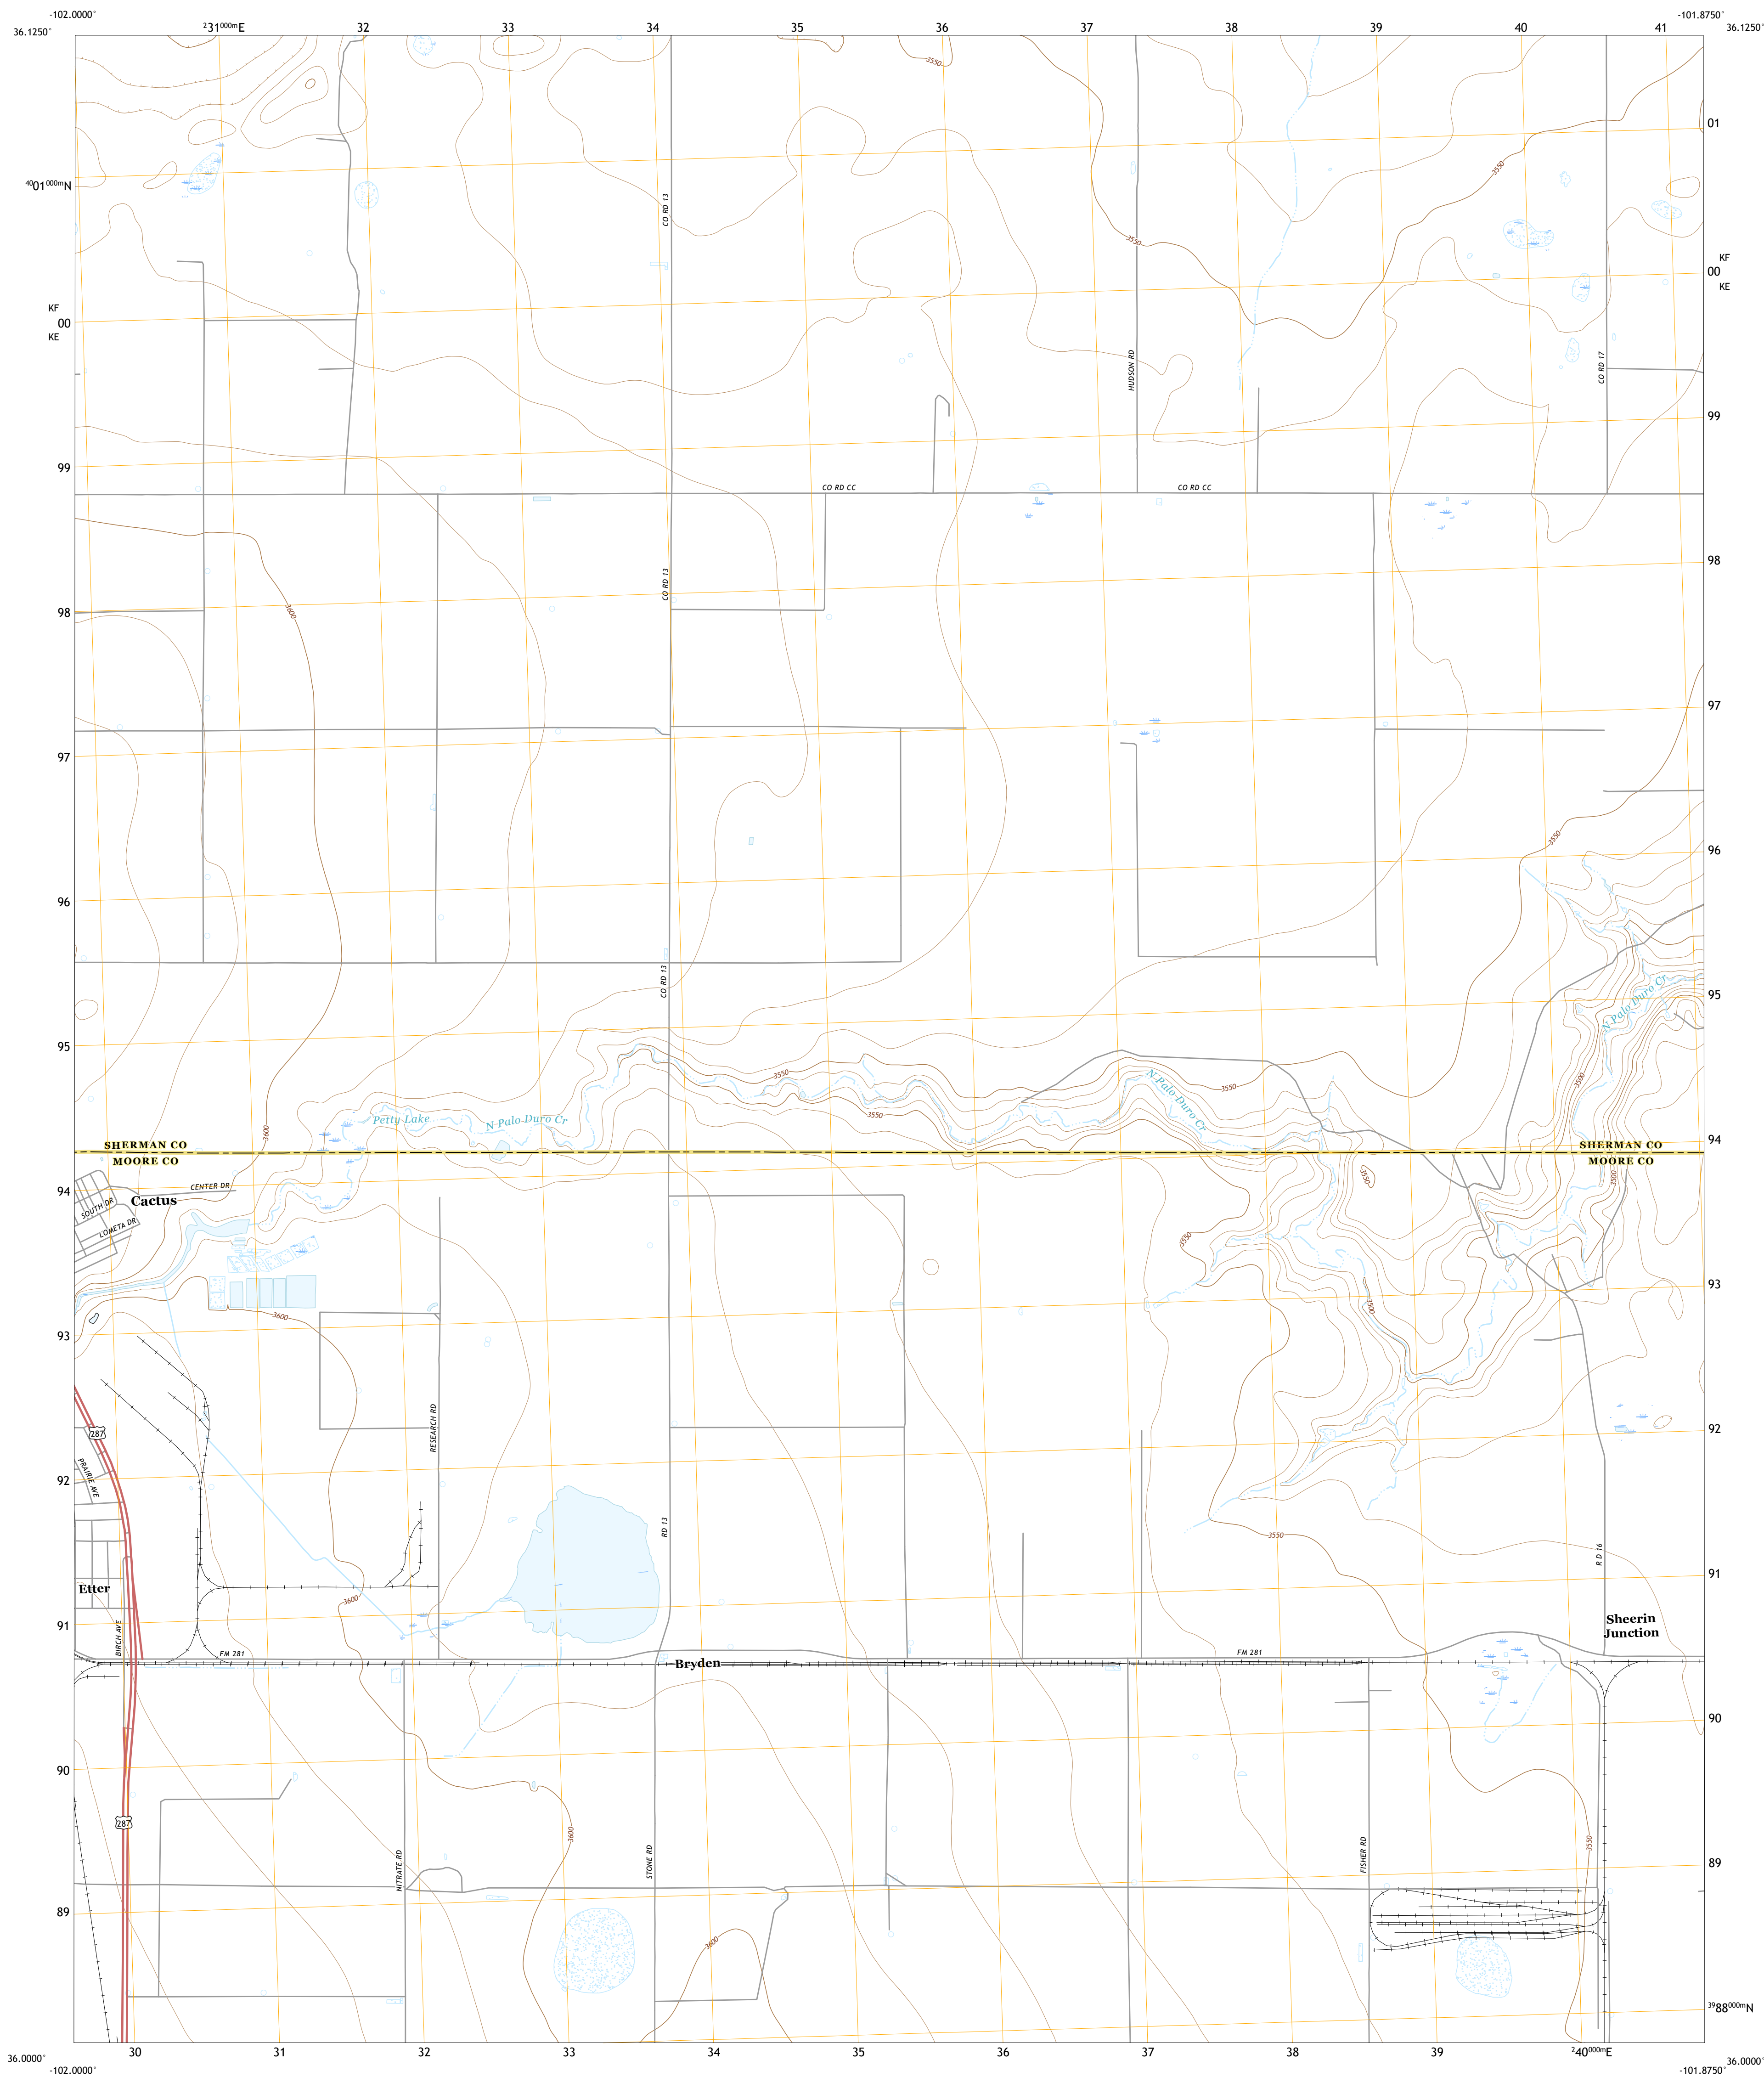 -102.0000° -101.8750°
36.1250° 231000mE 32 33 34 35 36 37 38 39 40 41 36.1250°
3550
01
3550
4001000mN
CO RD 13
3550
KF KF
00 00
KE KE
HUDSON RD
CO RD 17
99
99
CO RD CC CO RD CC
98
CO RD 13
98
3600
97
97
96
3550
96
CO RD 13
N Palo Duro Cr
95
95
3550
N Palo Duro Cr
3550
3500
3550
Petty Lake
N Palo Duro Cr
3600
94
SHERMAN CO SHERMAN CO
MOORE CO MOORE CO
3550
3500
94
CENTER DR
Cactus
SOUTH DR
LOMETA DR
3550
93
3500
3600
93
287
RESEARCH RD
92
PRAIRIE AVE
92
RD 13
3550
R D 16
91
Etter
3600
91
BIRCH AVE
Sheerin
Junction
FM 281
Bryden
FM 281
90
90
287
3600
3550
NITRATE RD
STONE RD
FISHER RD
89
89
3600
3988000mN
36.0000° 30 31 32 33 34 35 36 37 38 39 240000mE 36.0000°
-102.0000° -101.8750°